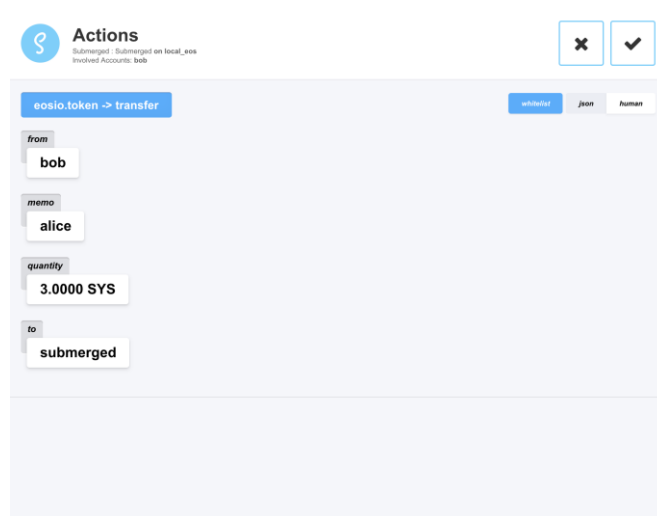 Actions
Submerged : Submerged on local_eos
Involved Accounts: bob
eosio.token -> transfer
whitelist json human
from
bob
memo
alice
quantity
3.0000 SYS
to
submerged